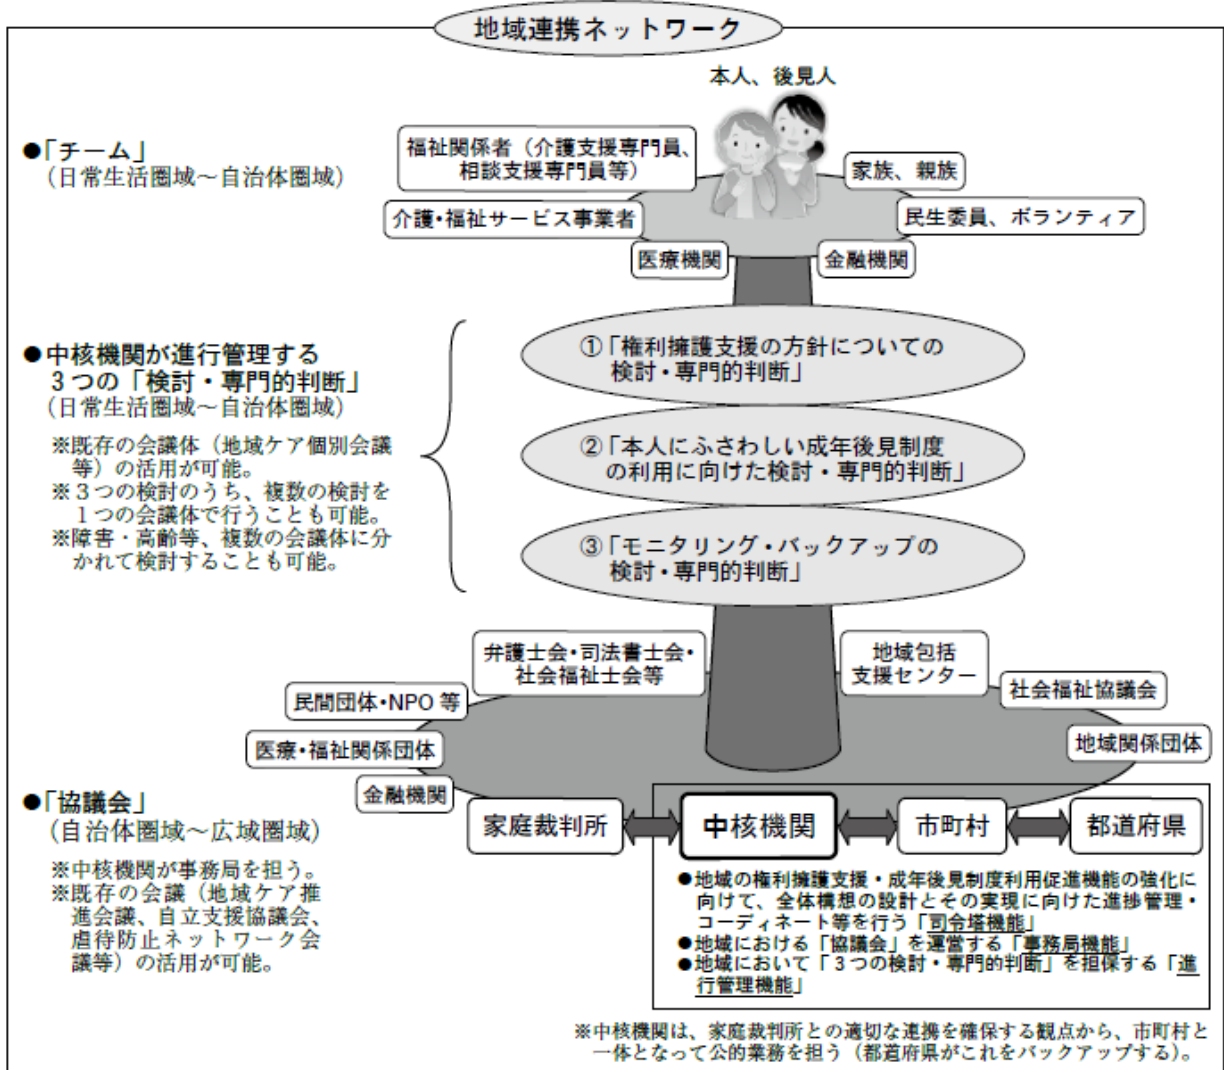 地域連携ネットワーク
本人、後見人
●「チーム」
（日常生活圏域～自治体圏域）
福祉関係者（介護支援専門員、
相談支援専門員等）
家族、親族
介護・福祉サービス事業者
民生委員、ボランティア
医療機関
金融機関
●中核機関が進行管理する
３つの「検討・専門的判断」
（日常生活圏域～自治体圏域）
※既存の会議体（地域ケア個別会議
等）の活用が可能。
※３つの検討のうち、複数の検討を
１つの会議体で行うことも可能。
※障害・高齢等、複数の会議体に分
かれて検討することも可能。
①「権利擁護支援の方針についての
検討・専門的判断」
②「本人にふさわしい成年後見制度
の利用に向けた検討・専門的判断」
③「モニタリング・バックアップの
検討・専門的判断」
弁護士会・司法書士会・
社会福祉士会等
地域包括
支援センター
民間団体・NPO 等
社会福祉協議会
医療・福祉関係団体
地域関係団体
金融機関
●「協議会」
（自治体圏域～広域圏域）
※中核機関が事務局を担う。
※既存の会議（地域ケア推
進会議、自立支援協議会、
虐待防止ネットワーク会
議等）の活用が可能。
家庭裁判所
中核機関
市町村
都道府県
●地域の権利擁護支援・成年後見制度利用促進機能の強化に
向けて、全体構想の設計とその実現に向けた進捗管理・
コーディネート等を行う「司令塔機能」
●地域における「協議会」を運営する「事務局機能」
●地域において「３つの検討・専門的判断」を担保する「進
行管理機能」
※中核機関は、家庭裁判所との適切な連携を確保する観点から、市町村と
一体となって公的業務を担う（都道府県がこれをバックアップする）。